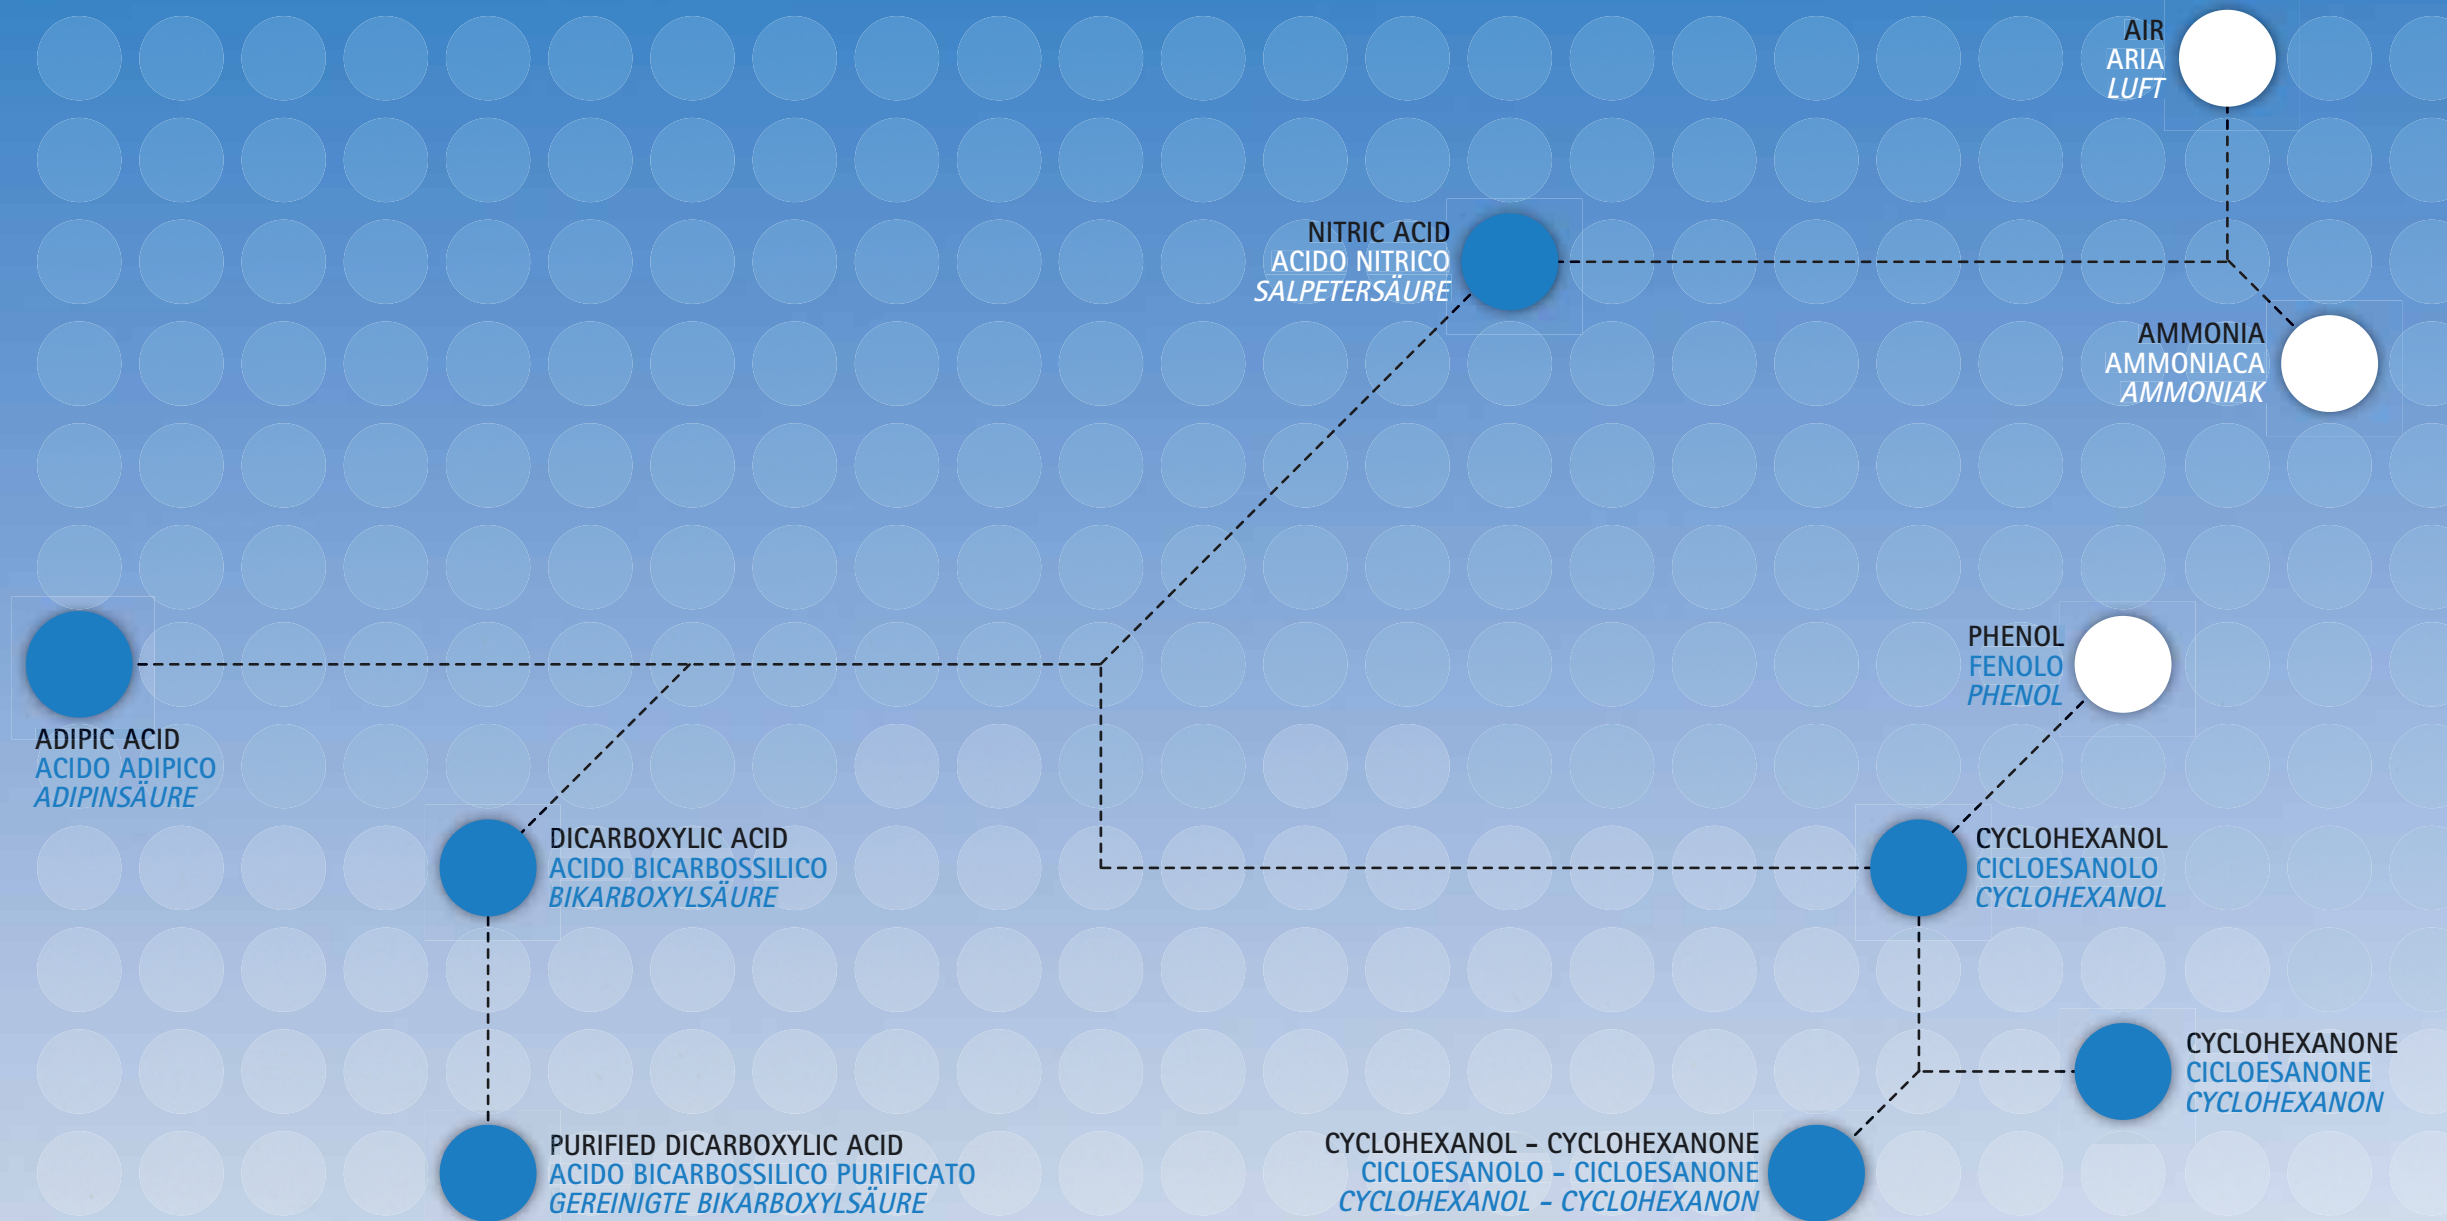 AIR
ARIA
LUFT
NITRIC ACID
ACIDO NITRICO
SALPETERSÄURE
AMMONIA
AMMONIACA
AMMONIAK
PHENOL
FENOLO
PHENOL
ADIPIC ACID
ACIDO ADIPICO
ADIPINSÄURE
DICARBOXYLIC ACID
ACIDO BICARBOSSILICO
BIKARBOXYLSÄURE
CYCLOHEXANOL
CICLOESANOLO
CYCLOHEXANOL
CYCLOHEXANONE
CICLOESANONE
CYCLOHEXANON
PURIFIED DICARBOXYLIC ACID
ACIDO BICARBOSSILICO PURIFICATO
GEREINIGTE BIKARBOXYLSÄURE
CYCLOHEXANOL – CYCLOHEXANONE
CICLOESANOLO – CICLOESANONE
CYCLOHEXANOL – CYCLOHEXANON